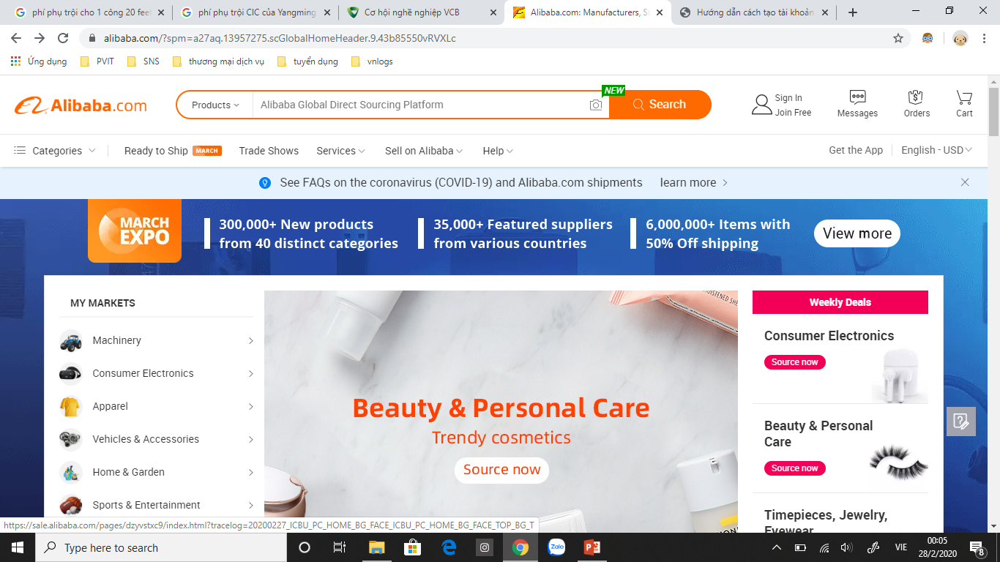 phí phụ trội cho 1 công 20 feet
phí phụ trội CIC của Yangming
Cơ hội nghề nghiệp VCB
Alibaba.com: Manufacturers, Su
Hướng dẫn cách tạo tài khoản
alibaba.com/?spm=a27aq.13957275.scGlobalHomeHeader.9.43b85550vRVXLc
Ứng dụng
PVIT
SNS
thương mại dịch vụ
tuyển dụng
vnlogs
Alibaba.com
Products
Alibaba Global Direct Sourcing Platform
NEW
Search
Sign In
Join Free
Messages
Orders
Cart
Categories
Ready to Ship
MARCH
Trade Shows
Services
Sell on Alibaba
Help
Get the App
English - USD
See FAQs on the coronavirus (COVID-19) and Alibaba.com shipments
learn more
MARCH
EXPO
300,000+ New products
from 40 distinct categories
35,000+ Featured suppliers
from various countries
6,000,000+ Items with
50% Off shipping
View more
MY MARKETS
Machinery
Consumer Electronics
Apparel
Vehicles & Accessories
Home & Garden
Sports & Entertainment
Beauty & Personal Care
Trendy cosmetics
Source now
Weekly Deals
Consumer Electronics
Source now
Beauty & Personal
Care
Source now
Timepieces, Jewelry,
Eyewear
https://sale.alibaba.com/pages/dzyvstxc9/index.html?tracelog=20200227_ICBU_PC_HOME_BG_FACE_ICBU_PC_HOME_BG_FACE_TOP_BG_T
Type here to search
Zalo
VIE
00:05
28/2/2020
8